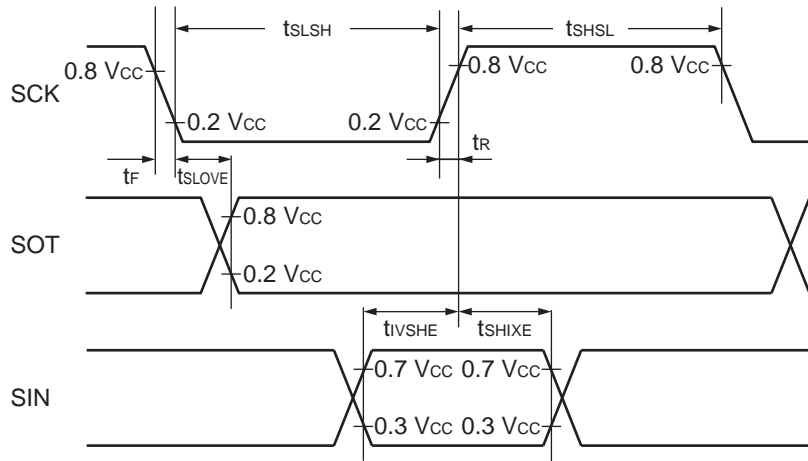 tSLSH tSHSL
0.8 VCC 0.8 VCC 0.8 VCC
SCK
0.2 VCC 0.2 VCC
tF tSLOVE tR
0.8 VCC
SOT
0.2 VCC
tIVSHE tSHIXE
0.7 VCC 0.7 VCC
SIN
0.3 VCC 0.3 VCC